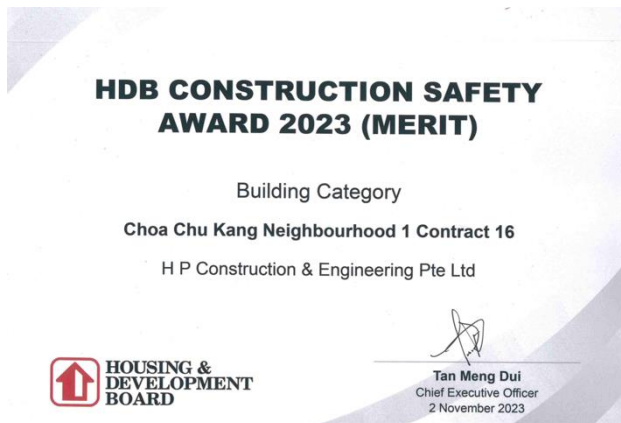 HDB CONSTRUCTION SAFETY
AWARD 2023 (MERIT)
Building Category
Choa Chu Kang Neighbourhood 1 Contract 16
H P Construction & Engineering Pte Ltd
HOUSING &
DEVELOPMENT
BOARD
Tan Meng Dui
Chief Executive Officer
2 November 2023